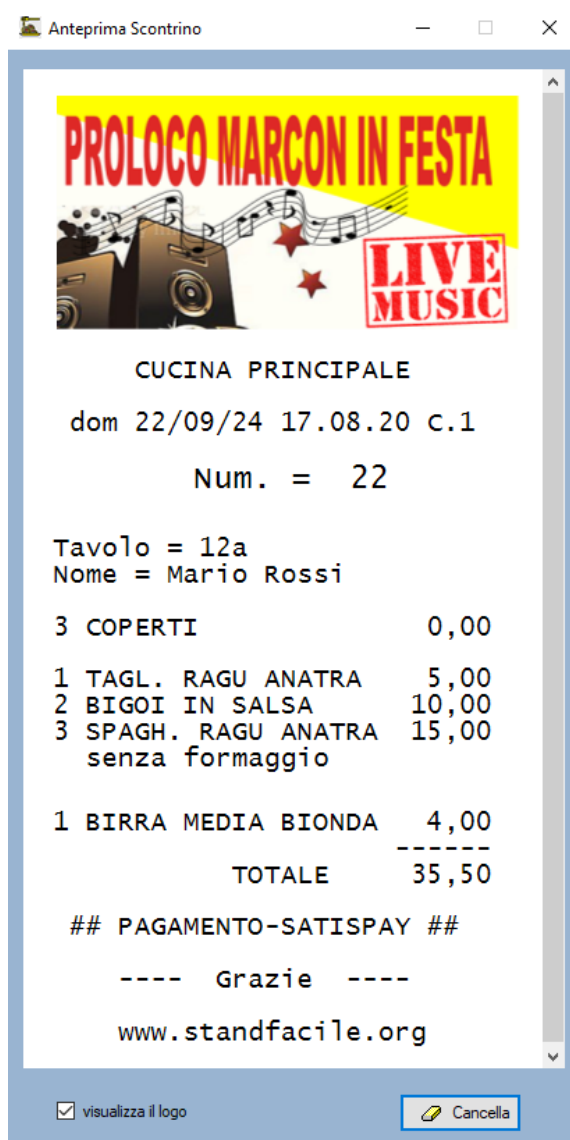 Anteprima Scontrino
PROLOCO MARCON IN FESTA
LIVE
MUSIC
CUCINA PRINCIPALE
dom 22/09/24 17.08.20 C.1
Num. = 22
Tavolo = 12a
Nome = Mario Rossi
3 COPERTI 0,00
1 TAGL. RAGU ANATRA 5,00
2 BIGOI IN SALSA 10,00
3 SPAGH. RAGU ANATRA 15,00
senza formaggio
1 BIRRA MEDIA BIONDA 4,00
------
TOTALE 35,50
## PAGAMENTO-SATISPAY ##
---- Grazie ----
www.standfacile.org
visualizza il logo
Cancella